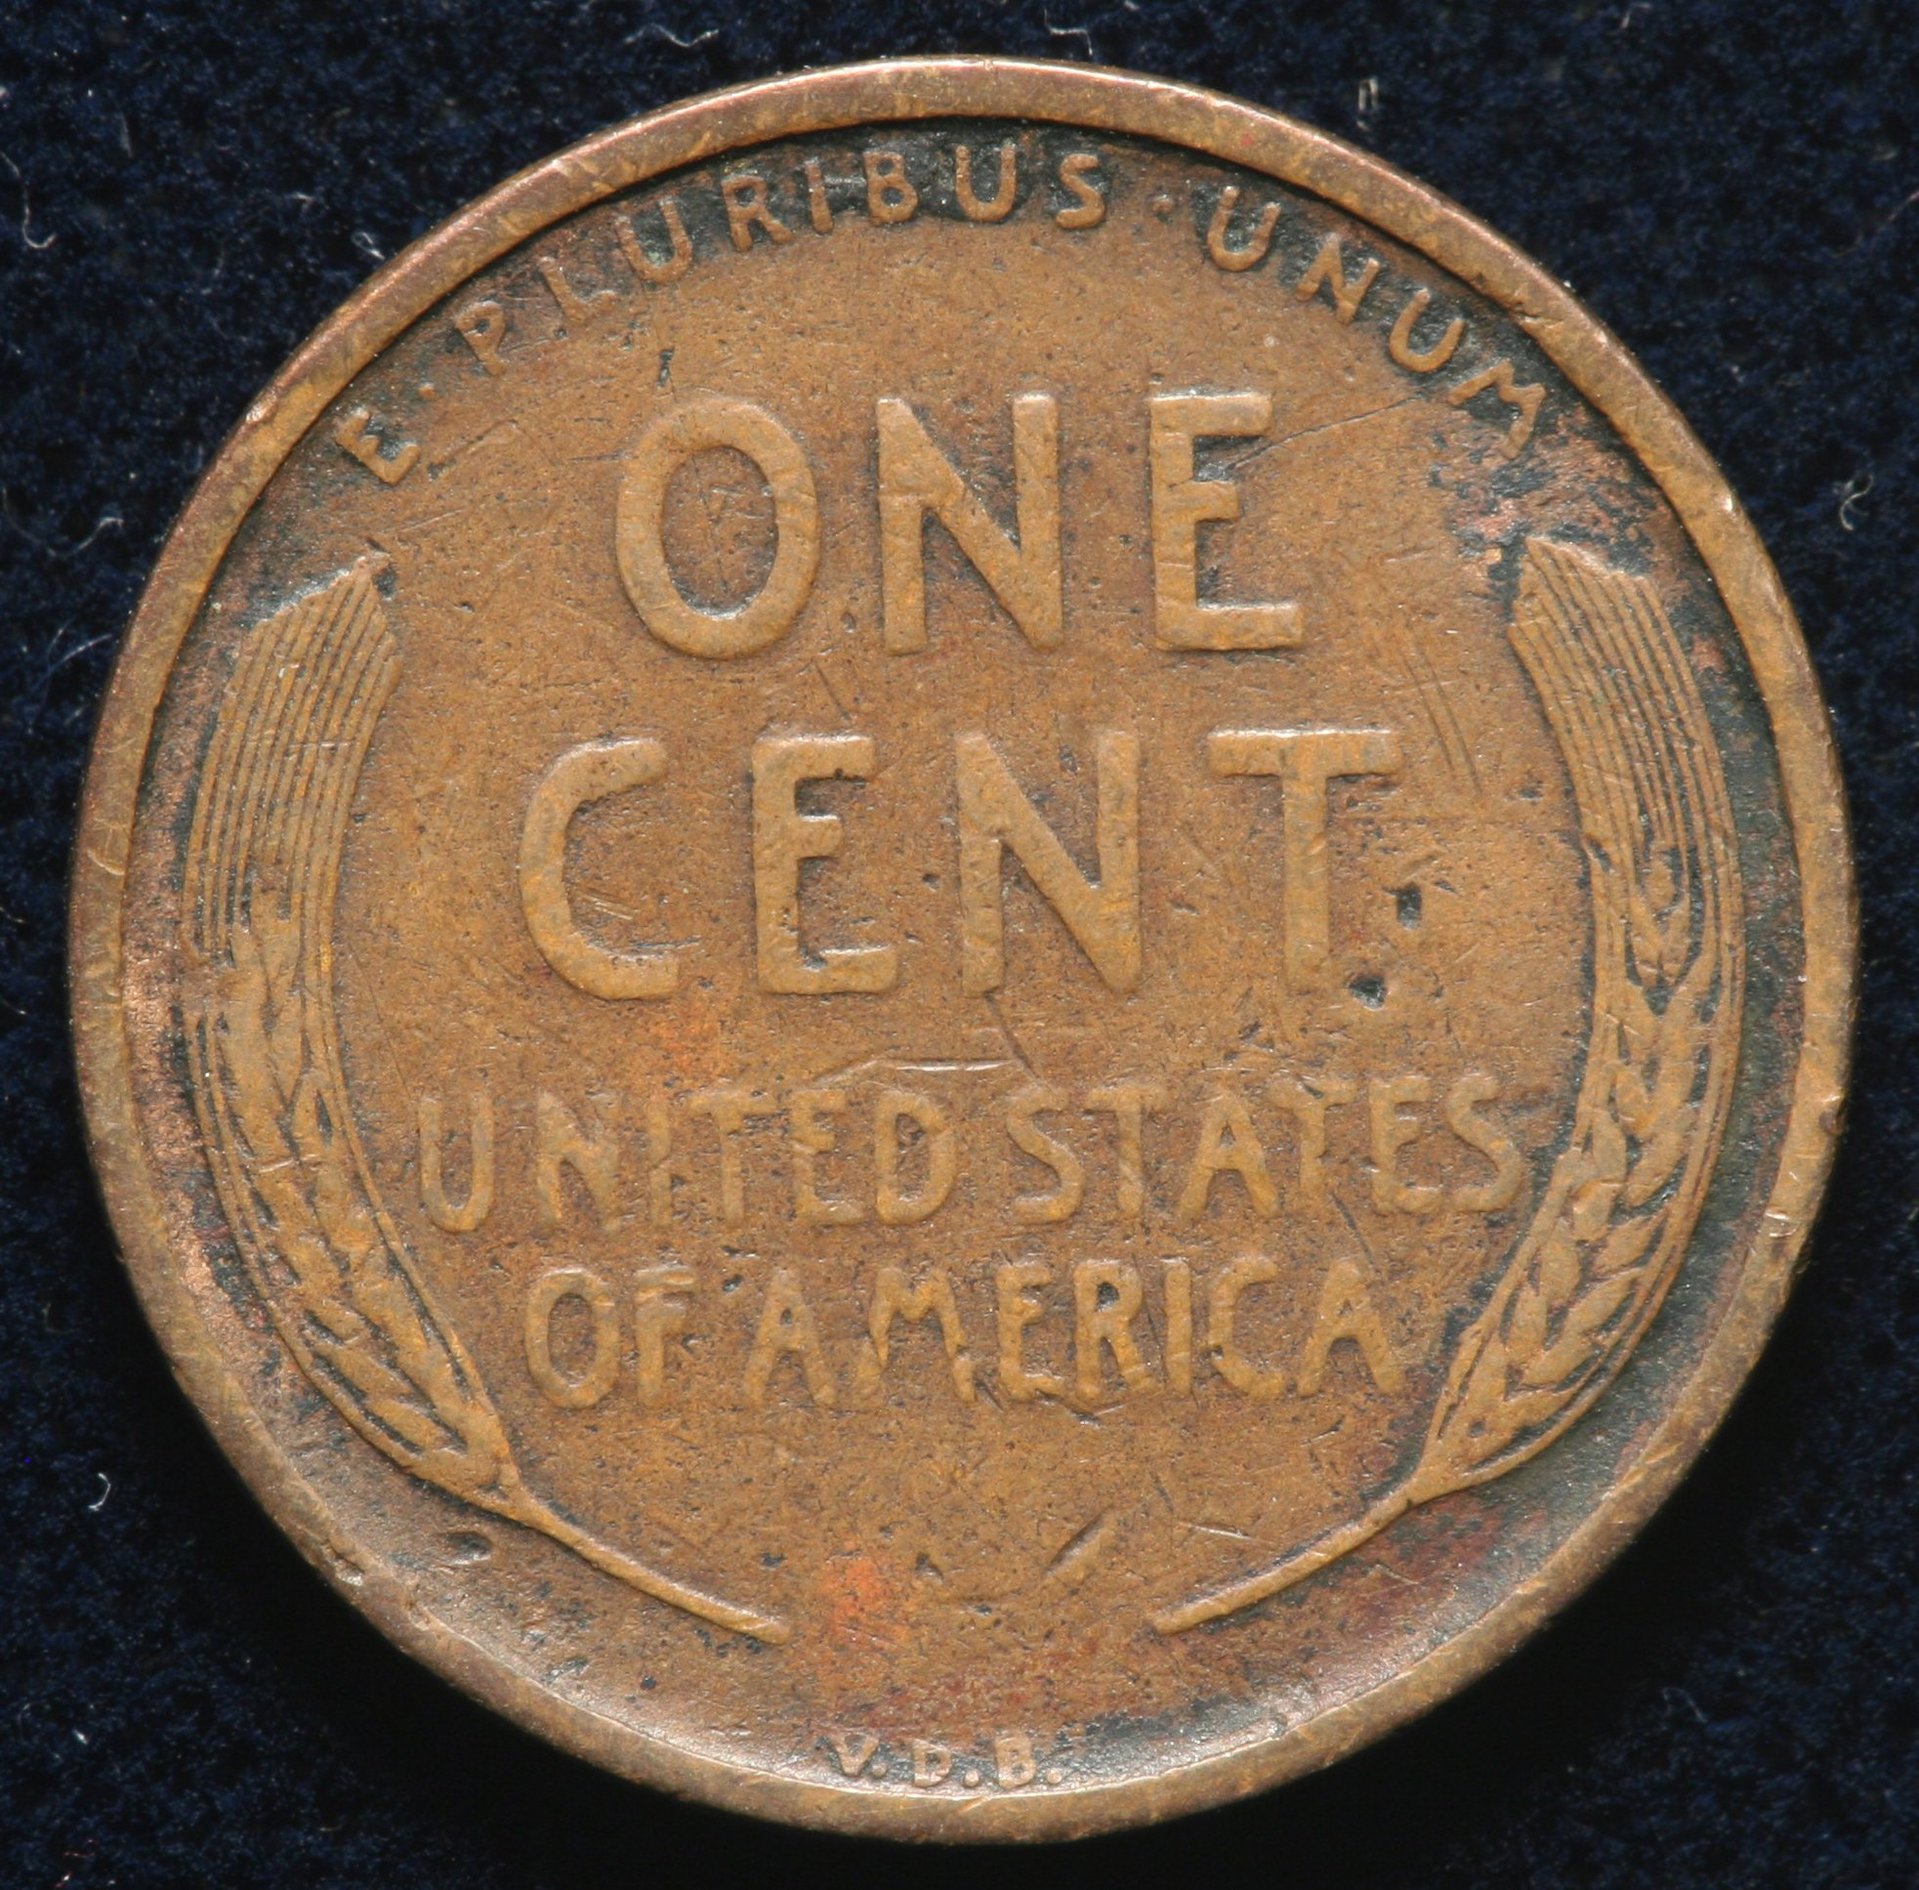 E·PLURIBUS·UNUM
ONE
CENT
UNITED STATES
OF AMERICA
V.D.B.